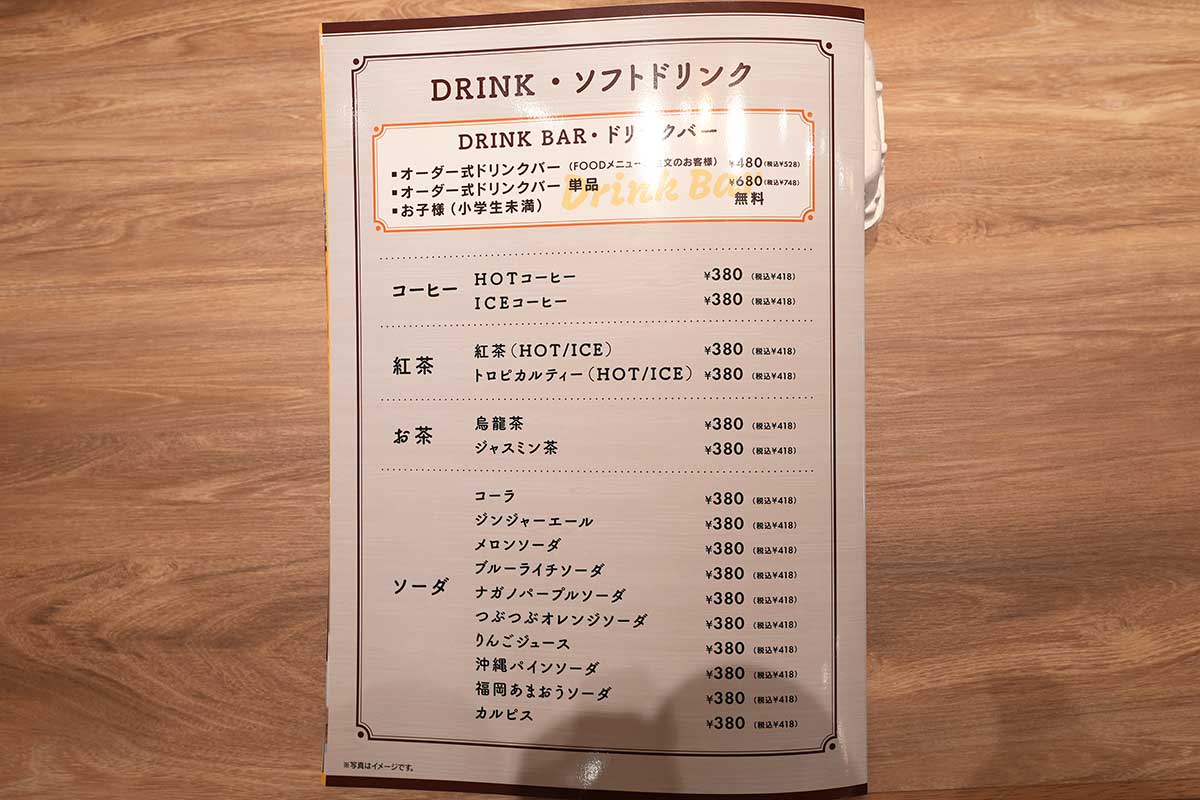 DRINK・ソフトドリンク
DRINK BAR・ドリンクバー
▪オーダー式ドリンクバー (FOODメニュー 注文のお客様) ¥480(税込¥528)
▪オーダー式ドリンクバー 単品 ¥680(税込¥748)
▪お子様(小学生未満) 無料
Drink Bar
コーヒー
HOTコーヒー ¥380 (税込¥418)
ICEコーヒー ¥380 (税込¥418)
紅茶
紅茶(HOT/ICE) ¥380 (税込¥418)
トロピカルティー(HOT/ICE) ¥380 (税込¥418)
お茶
烏龍茶 ¥380 (税込¥418)
ジャスミン茶 ¥380 (税込¥418)
ソーダ
コーラ ¥380 (税込¥418)
ジンジャーエール ¥380 (税込¥418)
メロンソーダ ¥380 (税込¥418)
ブルーライチソーダ ¥380 (税込¥418)
ナガノパープルソーダ ¥380 (税込¥418)
つぶつぶオレンジソーダ ¥380 (税込¥418)
りんごジュース ¥380 (税込¥418)
沖縄パインソーダ ¥380 (税込¥418)
福岡あまおうソーダ ¥380 (税込¥418)
カルピス ¥380 (税込¥418)
※写真はイメージです。